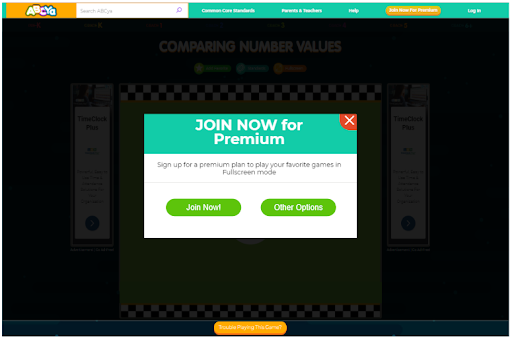 ABCya
Search ABCya
Common Core Standards
Parents & Teachers
Help
Join Now For Premium
Log In
COMPARING NUMBER VALUES
TimeClock
Plus
TimeClock
Plus
JOIN NOW for
Premium
Sign up for a premium plan to play your favorite games in
Fullscreen mode
Join Now!
Other Options
Trouble Playing This Game?